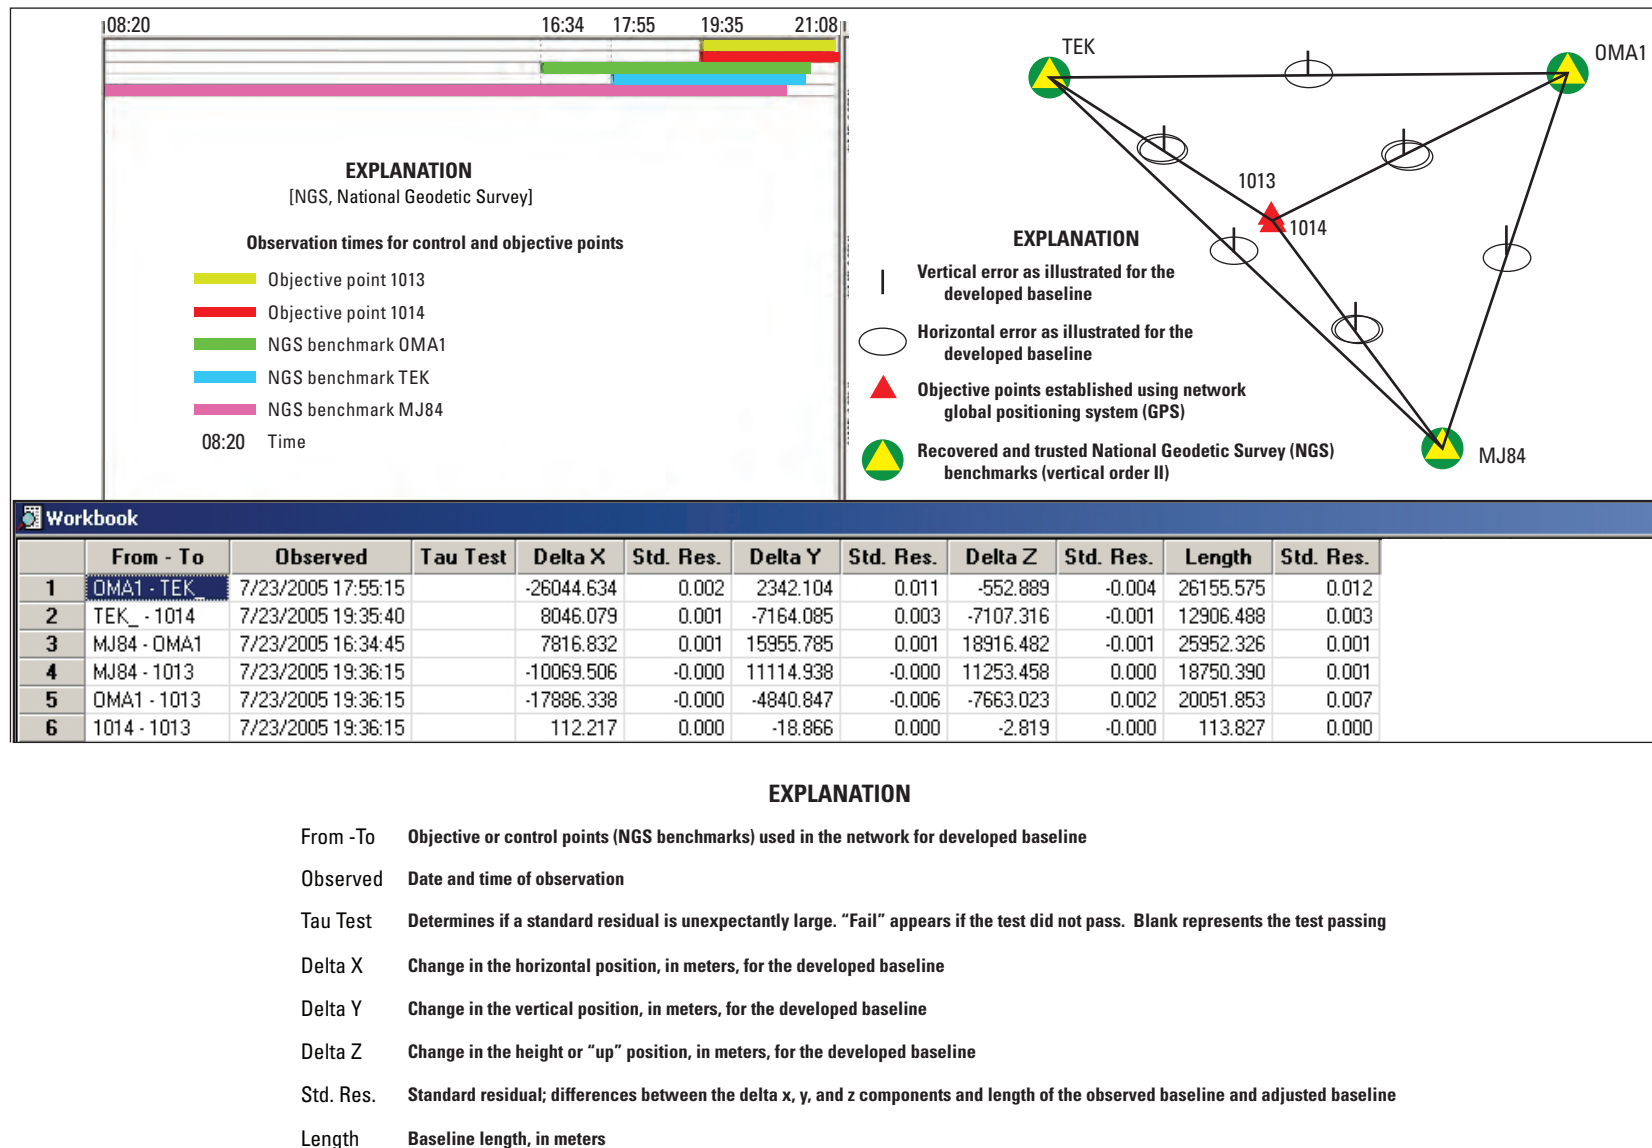 08:20 16:34 17:55 19:35 21:08
EXPLANATION
[NGS, National Geodetic Survey]
Observation times for control and objective points
Objective point 1013
Objective point 1014
NGS benchmark OMA1
NGS benchmark TEK
NGS benchmark MJ84
08:20 Time
TEK
OMA1
1013
1014
MJ84
EXPLANATION
Vertical error as illustrated for the
developed baseline
Horizontal error as illustrated for the
developed baseline
Objective points established using network
global positioning system (GPS)
Recovered and trusted National Geodetic Survey (NGS)
benchmarks (vertical order II)
Workbook
From - To Observed Tau Test Delta X Std. Res. Delta Y Std. Res. Delta Z Std. Res. Length Std. Res.
1 OMA1 - TEK_ 7/23/2005 17:55:15 -26044.634 0.002 2342.104 0.011 -552.889 -0.004 26155.575 0.012
2 TEK_ - 1014 7/23/2005 19:35:40 8046.079 0.001 -7164.085 0.003 -7107.316 -0.001 12906.488 0.003
3 MJ84 - OMA1 7/23/2005 16:34:45 7816.832 0.001 15955.785 0.001 18916.482 -0.001 25952.326 0.001
4 MJ84 - 1013 7/23/2005 19:36:15 -10069.506 -0.000 11114.938 -0.000 11253.458 0.000 18750.390 0.001
5 OMA1 - 1013 7/23/2005 19:36:15 -17886.338 -0.000 -4840.847 -0.006 -7663.023 0.002 20051.853 0.007
6 1014 - 1013 7/23/2005 19:36:15 112.217 0.000 -18.866 0.000 -2.819 -0.000 113.827 0.000
EXPLANATION
From -To Objective or control points (NGS benchmarks) used in the network for developed baseline
Observed Date and time of observation
Tau Test Determines if a standard residual is unexpectantly large. “Fail” appears if the test did not pass. Blank represents the test passing
Delta X Change in the horizontal position, in meters, for the developed baseline
Delta Y Change in the vertical position, in meters, for the developed baseline
Delta Z Change in the height or “up” position, in meters, for the developed baseline
Std. Res. Standard residual; differences between the delta x, y, and z components and length of the observed baseline and adjusted baseline
Length Baseline length, in meters